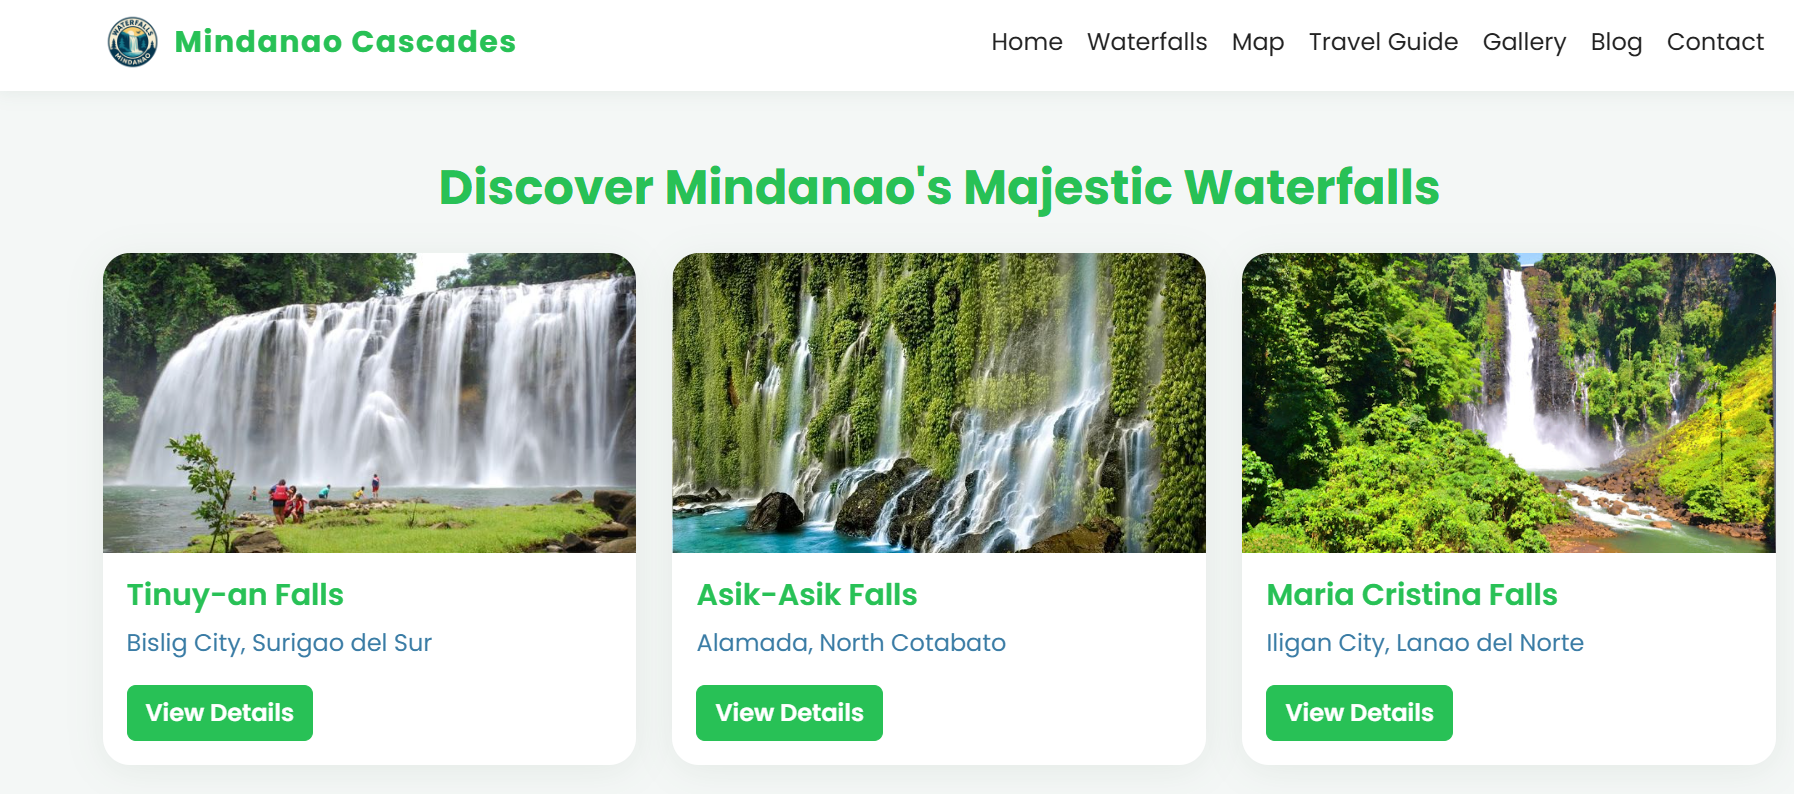 WATERFALLS
MINDANAO
Mindanao Cascades
Home Waterfalls Map Travel Guide Gallery Blog Contact
Discover Mindanao's Majestic Waterfalls
Tinuy-an Falls
Bislig City, Surigao del Sur
View Details
Asik-Asik Falls
Alamada, North Cotabato
View Details
Maria Cristina Falls
Iligan City, Lanao del Norte
View Details